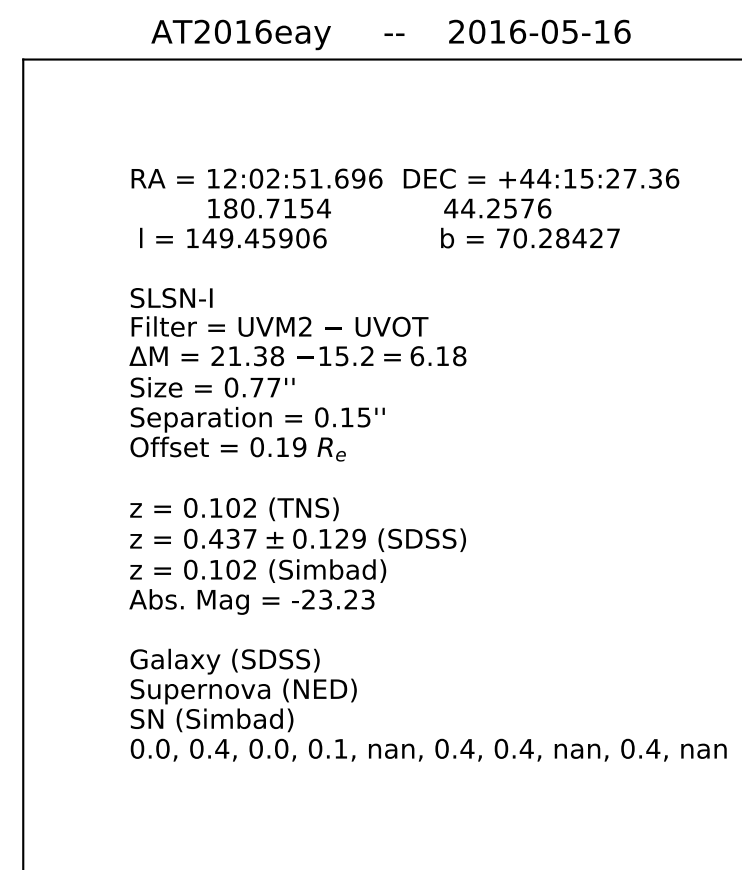 AT2016eay -- 2016-05-16
RA = 12:02:51.696 DEC = +44:15:27.36
180.7154 44.2576
l = 149.45906 b = 70.28427
SLSN-I
Filter = UVM2 − UVOT
ΔM = 21.38 −15.2 = 6.18
Size = 0.77''
Separation = 0.15''
Offset = 0.19 Rₑ
z = 0.102 (TNS)
z = 0.437 ± 0.129 (SDSS)
z = 0.102 (Simbad)
Abs. Mag = -23.23
Galaxy (SDSS)
Supernova (NED)
SN (Simbad)
0.0, 0.4, 0.0, 0.1, nan, 0.4, 0.4, nan, 0.4, nan